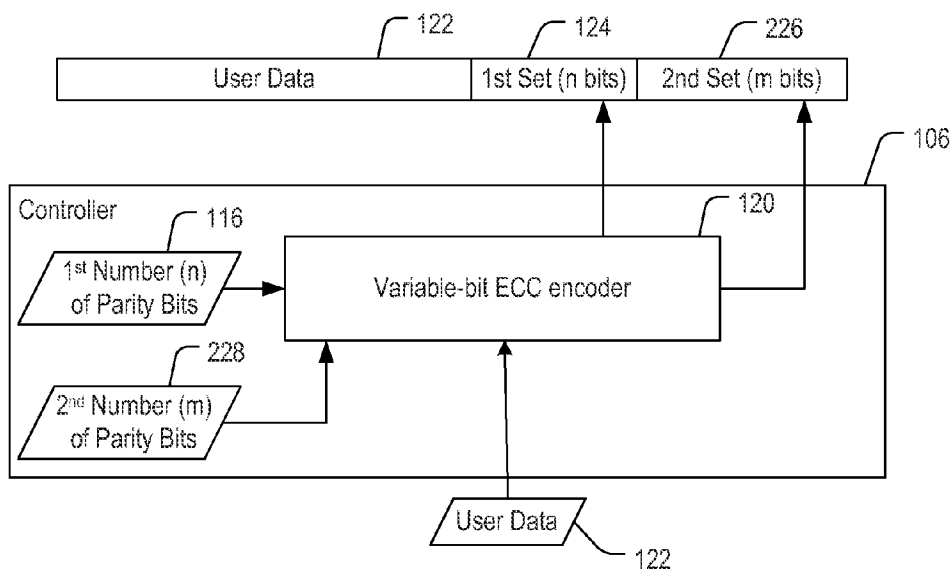 122
124
226
User Data
1st Set (n bits)
2nd Set (m bits)
106
Controller
116
120
1st Number (n)
of Parity Bits
Variable-bit ECC encoder
228
2nd Number (m)
of Parity Bits
User Data
122